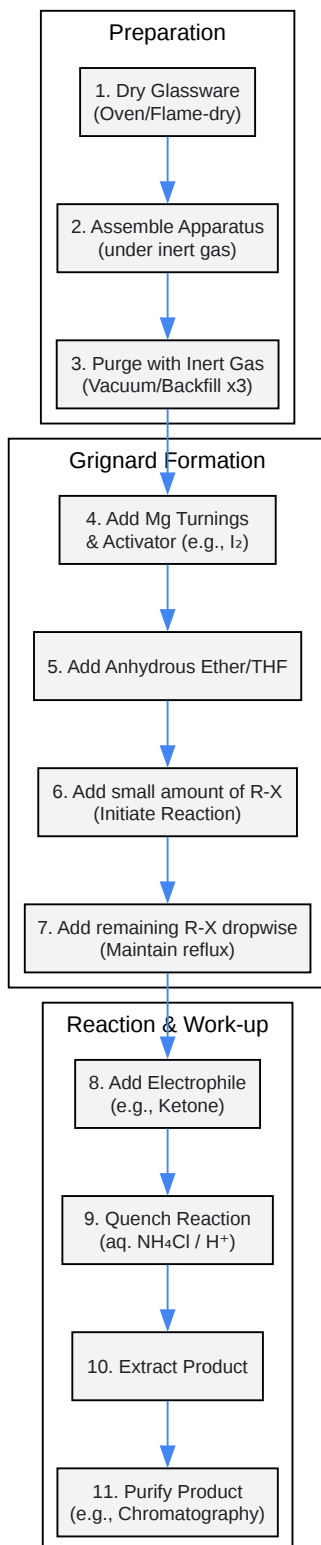 Preparation
1. Dry Glassware
(Oven/Flame-dry)
2. Assemble Apparatus
(under inert gas)
3. Purge with Inert Gas
(Vacuum/Backfill x3)
Grignard Formation
4. Add Mg Turnings
& Activator (e.g., I₂)
5. Add Anhydrous Ether/THF
6. Add small amount of R-X
(Initiate Reaction)
7. Add remaining R-X dropwise
(Maintain reflux)
Reaction & Work-up
8. Add Electrophile
(e.g., Ketone)
9. Quench Reaction
(aq. NH₄Cl / H⁺)
10. Extract Product
11. Purify Product
(e.g., Chromatography)